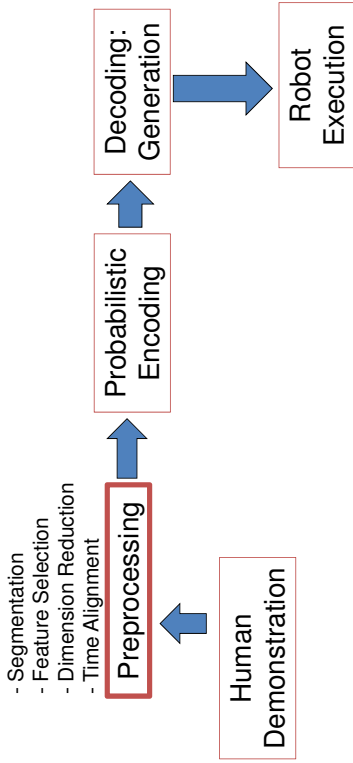 - Segmentation
- Feature Selection
- Dimension Reduction
- Time Alignment
Preprocessing
Human
Demonstration
Probabilistic
Encoding
Decoding:
Generation
Robot
Execution